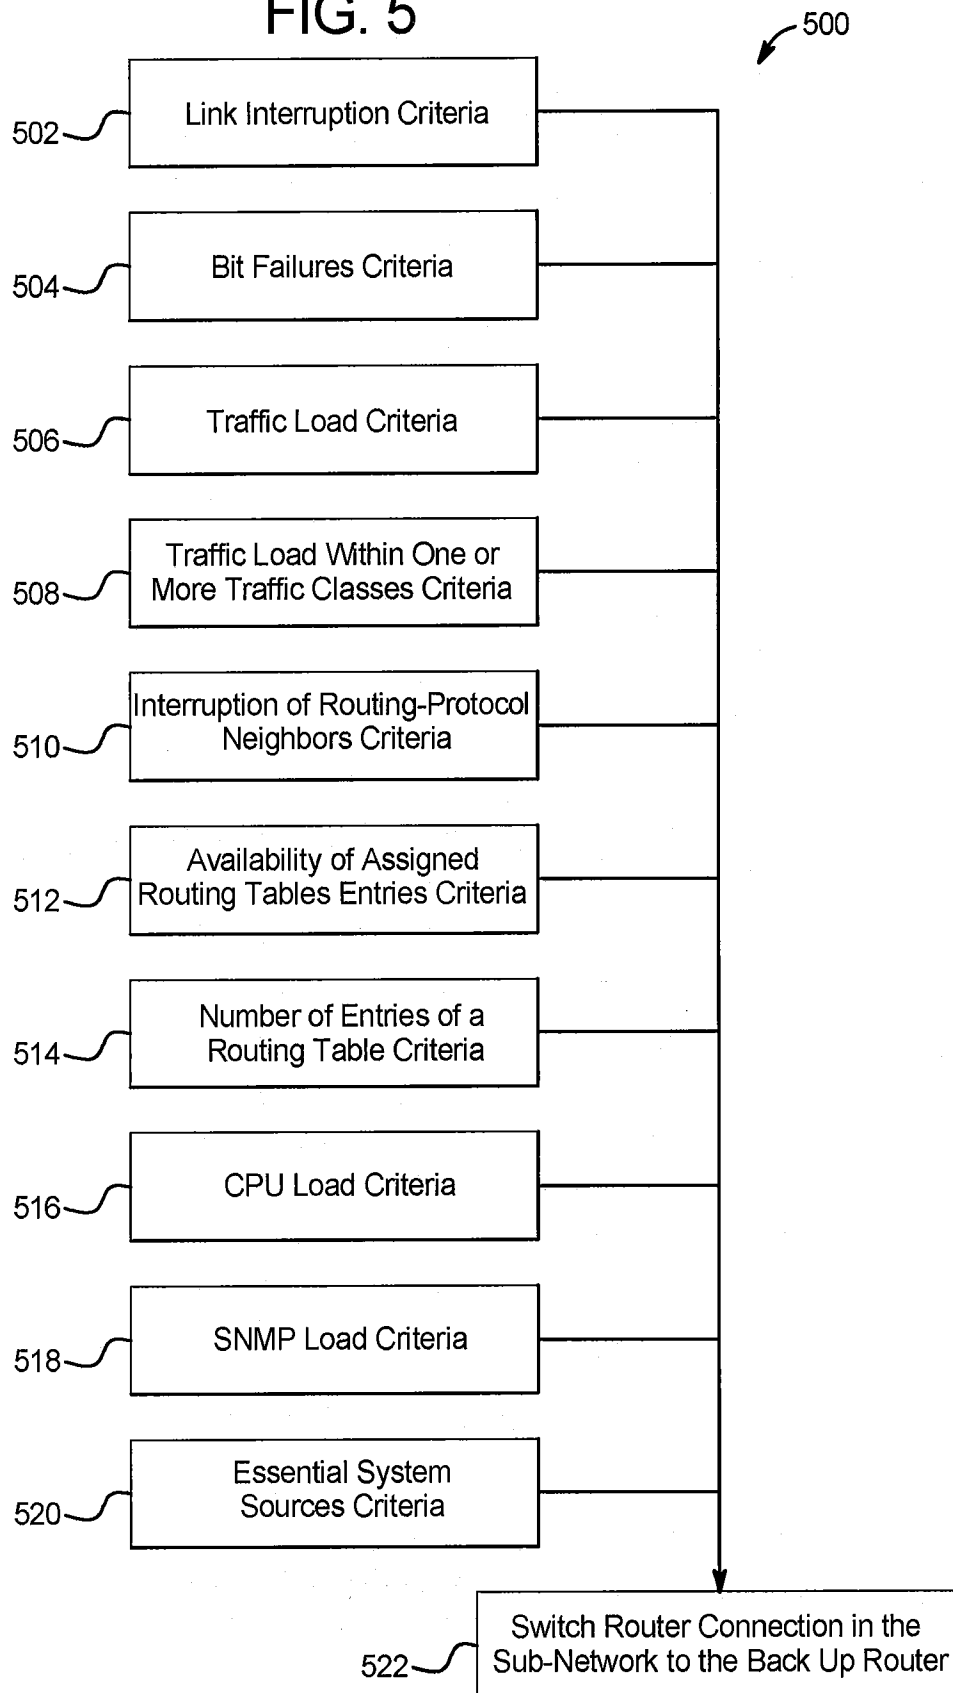 FIG. 5
500
Link Interruption Criteria
502
Bit Failures Criteria
504
Traffic Load Criteria
506
Traffic Load Within One or
More Traffic Classes Criteria
508
Interruption of Routing-Protocol
Neighbors Criteria
510
Availability of Assigned
Routing Tables Entries Criteria
512
Number of Entries of a
Routing Table Criteria
514
CPU Load Criteria
516
SNMP Load Criteria
518
Essential System
Sources Criteria
520
Switch Router Connection in the
Sub-Network to the Back Up Router
522